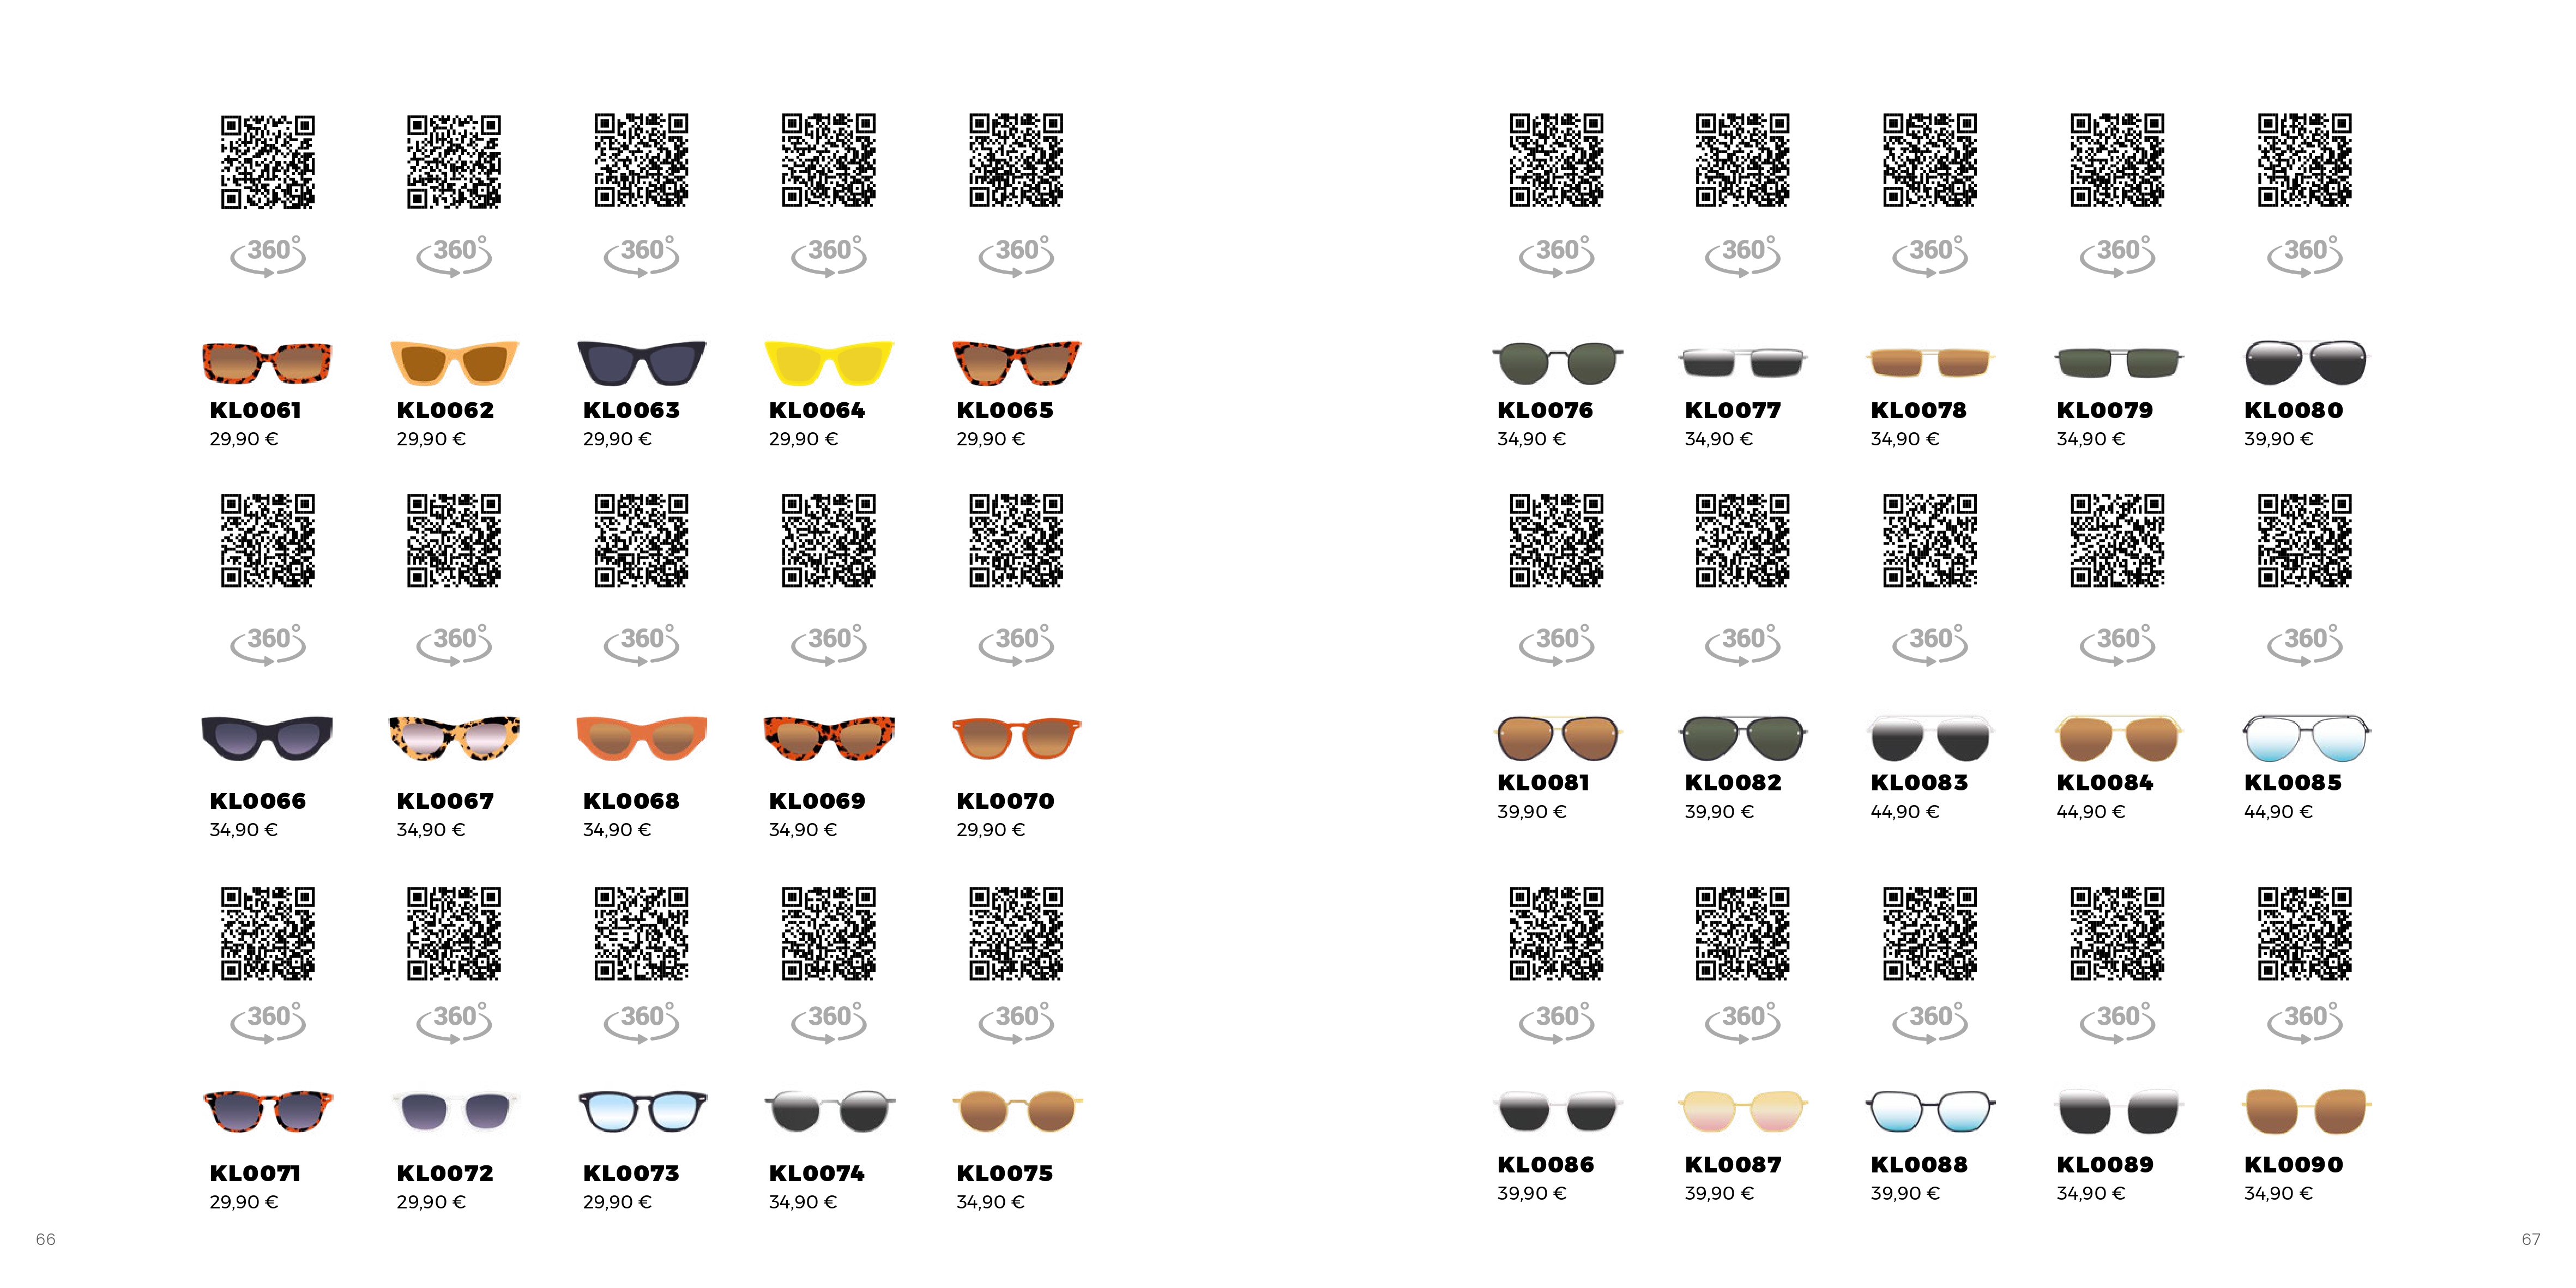 360°
360°
360°
360°
360°
KL0061
KL0062
KL0063
KL0064
KL0065
29,90 €
29,90 €
29,90 €
29,90 €
29,90 €
360°
360°
360°
360°
360°
KL0066
KL0067
KL0068
KL0069
KL0070
34,90 €
34,90 €
34,90 €
34,90 €
29,90 €
360°
360°
360°
360°
360°
KL0071
KL0072
KL0073
KL0074
KL0075
29,90 €
29,90 €
29,90 €
34,90 €
34,90 €
66
360°
360°
360°
360°
360°
KL0076
KL0077
KL0078
KL0079
KL0080
34,90 €
34,90 €
34,90 €
34,90 €
39,90 €
360°
360°
360°
360°
360°
KL0081
KL0082
KL0083
KL0084
KL0085
39,90 €
39,90 €
44,90 €
44,90 €
44,90 €
360°
360°
360°
360°
360°
KL0086
KL0087
KL0088
KL0089
KL0090
39,90 €
39,90 €
39,90 €
34,90 €
34,90 €
67